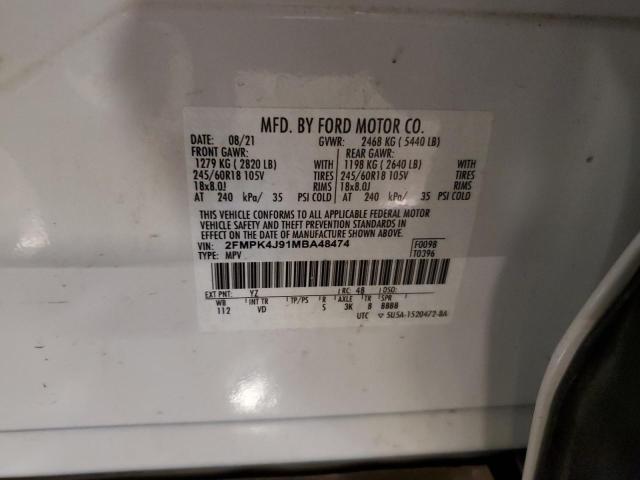 MFD. BY FORD MOTOR CO.
DATE: 08/21 GVWR: 2468 KG ( 5440 LB)
FRONT GAWR: REAR GAWR:
1279 KG ( 2820 LB) WITH 1198 KG ( 2640 LB) WITH
245/60R18 105V TIRES 245/60R18 105V TIRES
18x8.0J RIMS 18x8.0J RIMS
AT 240 kPa/ 35 PSI COLD AT 240 kPa/ 35 PSI COLD
THIS VEHICLE CONFORMS TO ALL APPLICABLE FEDERAL MOTOR
VEHICLE SAFETY AND THEFT PREVENTION STANDARDS IN EFFECT
ON THE DATE OF MANUFACTURE SHOWN ABOVE.
VIN: 2FMPK4J91MBA48474 F0098
TYPE: MPV T0396
EXT PNT: YZ RC: 48 DSO:
WB INT TR TP/PS R AXLE TR SPR
112 VD S 3K 8 BBBB
UTC 5U5A-1520472-BA